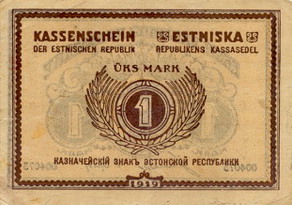 KASSENSCHEIN ESTNISKA
DER ESTNISCHEN REPUBLIK REPUBLIKENS KASSASEDEL
ÜKS MARK
1
КАЗНАЧЕЙСКІЙ ЗНАКЪ ЭСТОНСКОЙ РЕСПУБЛИКИ
1919